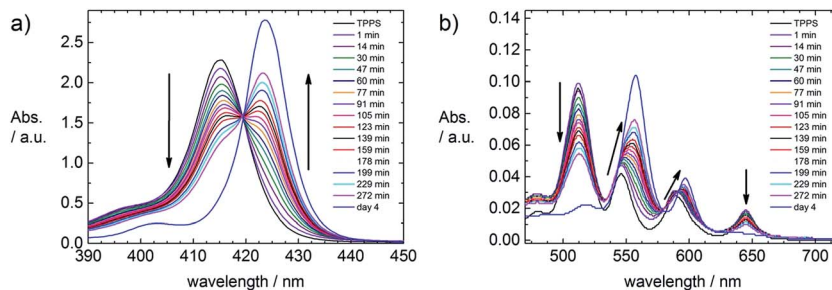 a)
Abs.
/ a.u.
2.5
2.0
1.5
1.0
0.5
0.0
390 400 410 420 430 440 450
wavelength / nm
TPPS
1 min
14 min
30 min
47 min
60 min
77 min
91 min
105 min
123 min
139 min
159 min
178 min
199 min
229 min
272 min
day 4
b)
Abs.
/ a.u.
0.14
0.12
0.10
0.08
0.06
0.04
0.02
0.00
500 550 600 650 700
wavelength / nm
TPPS
1 min
14 min
30 min
47 min
60 min
77 min
91 min
105 min
123 min
139 min
159 min
178 min
199 min
229 min
272 min
day 4